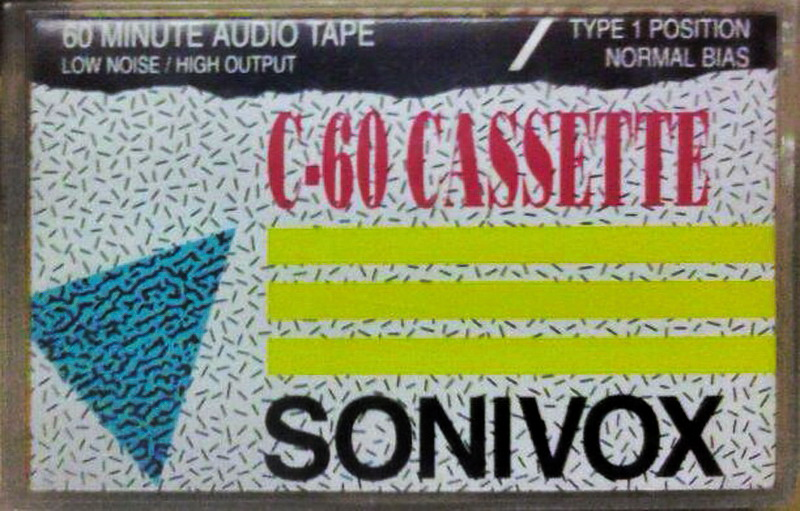 60 MINUTE AUDIO TAPE
LOW NOISE / HIGH OUTPUT
TYPE 1 POSITION
NORMAL BIAS
C-60 CASSETTE
SONIVOX